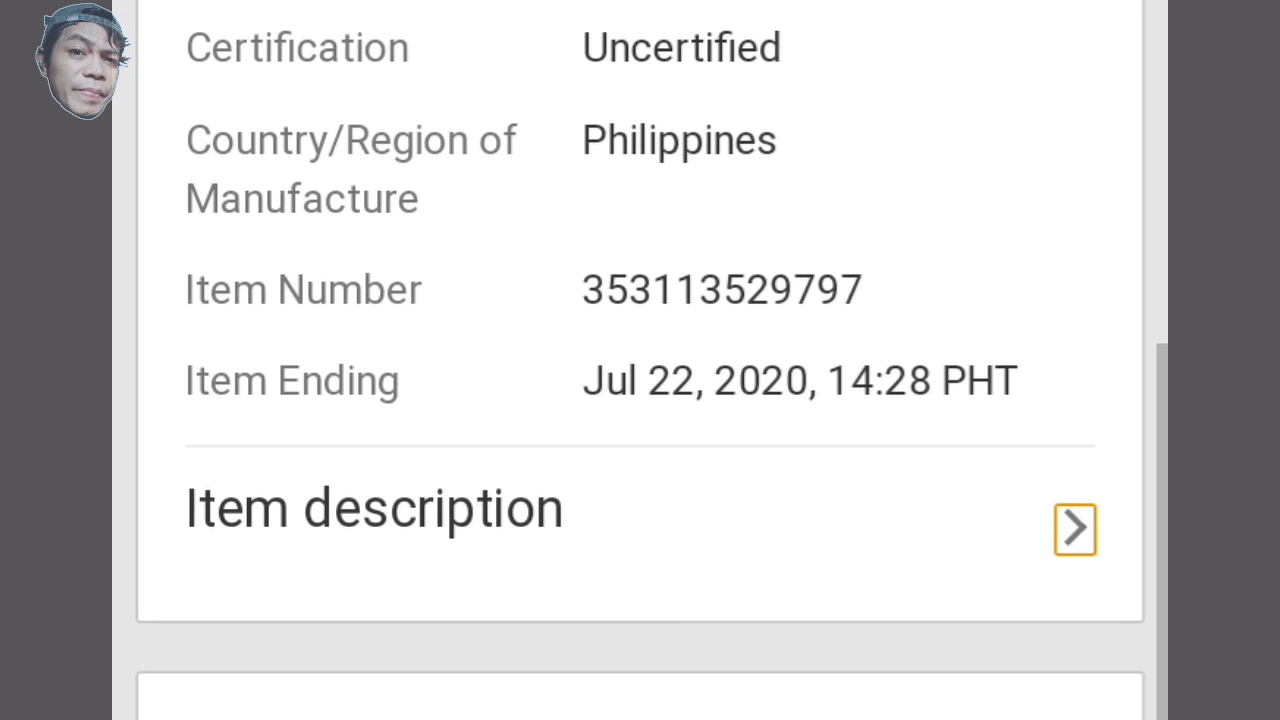 Certification Uncertified
Country/Region of Philippines
Manufacture
Item Number 353113529797
Item Ending Jul 22, 2020, 14:28 PHT
Item description